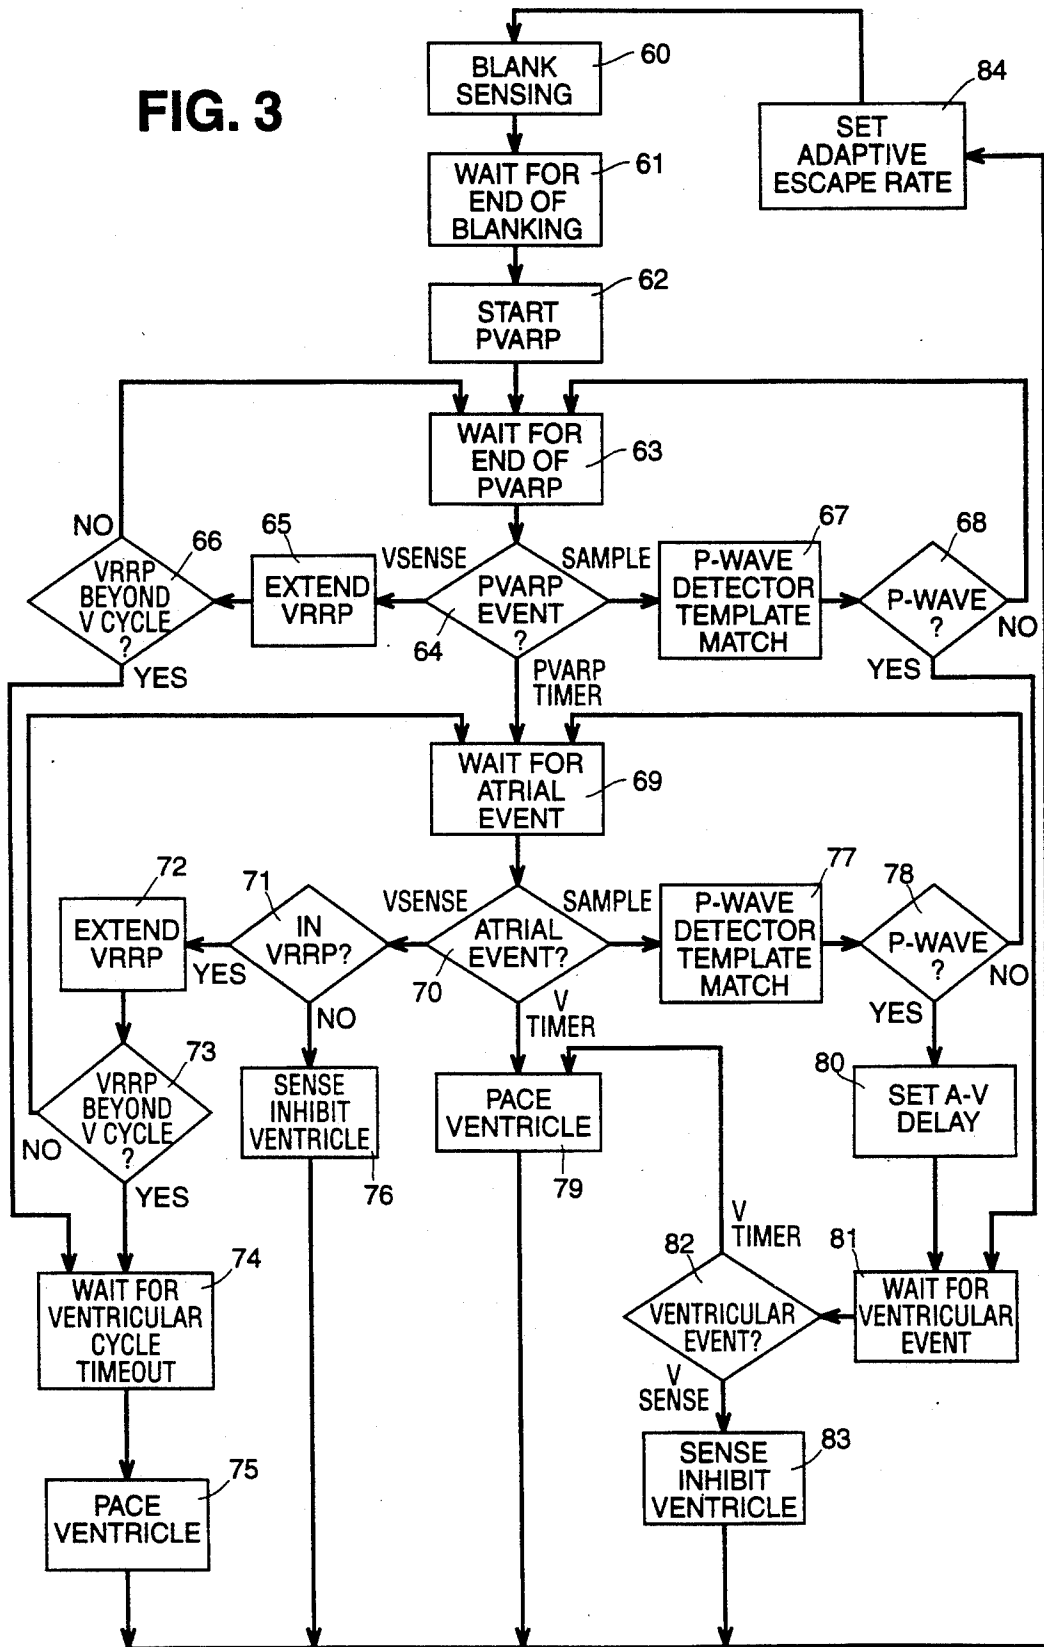 FIG. 3
BLANK
SENSING
60
84
SET
ADAPTIVE
ESCAPE RATE
WAIT FOR
END OF
BLANKING
61
START
PVARP
62
WAIT FOR
END OF
PVARP
63
NO
66
VRRP
BEYOND
V CYCLE
?
YES
65
EXTEND
VRRP
VSENSE
PVARP
EVENT
?
64
SAMPLE
PVARP
TIMER
67
P-WAVE
DETECTOR
TEMPLATE
MATCH
68
P-WAVE
?
NO
YES
WAIT FOR
ATRIAL
EVENT
69
72
EXTEND
VRRP
YES
71
IN
VRRP?
NO
VSENSE
ATRIAL
EVENT?
70
SAMPLE
V
TIMER
77
P-WAVE
DETECTOR
TEMPLATE
MATCH
78
P-WAVE
?
NO
YES
73
VRRP
BEYOND
V CYCLE
?
NO
YES
SENSE
INHIBIT
VENTRICLE
76
PACE
VENTRICLE
79
80
SET A-V
DELAY
74
WAIT FOR
VENTRICULAR
CYCLE
TIMEOUT
V
TIMER
82
VENTRICULAR
EVENT?
V
SENSE
81
WAIT FOR
VENTRICULAR
EVENT
75
PACE
VENTRICLE
83
SENSE
INHIBIT
VENTRICLE